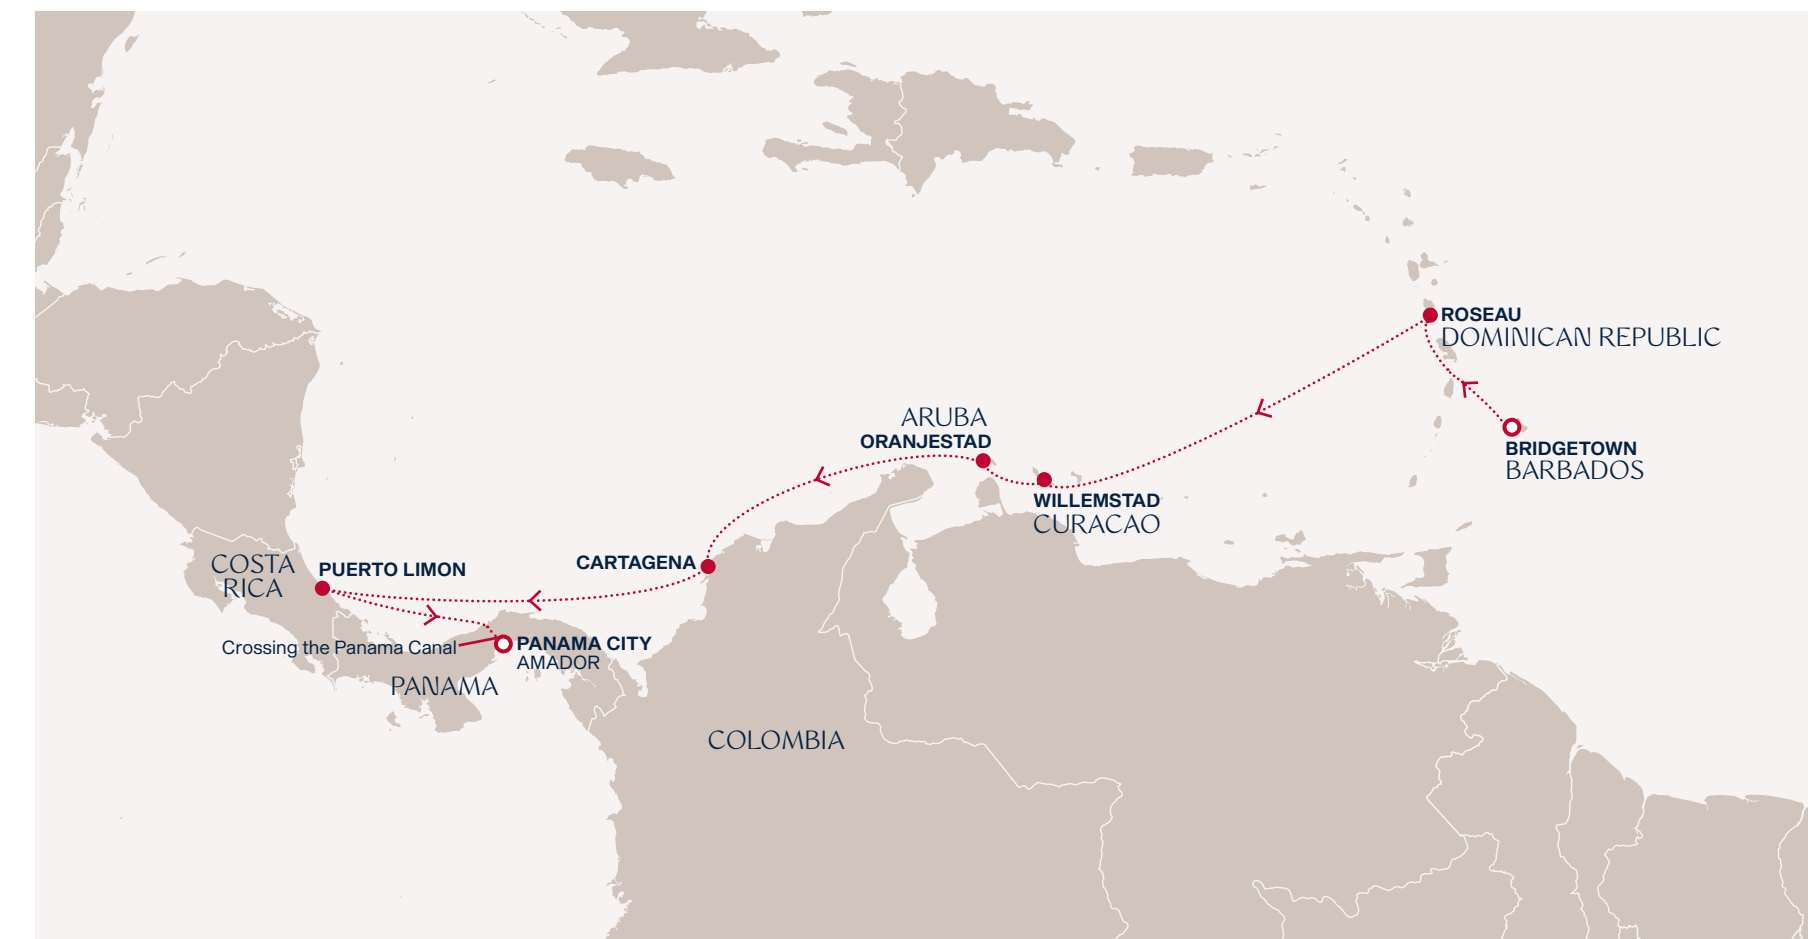 ROSEAU
DOMINICAN REPUBLIC
ARUBA
ORANJESTAD
BRIDGETOWN
BARBADOS
WILLEMSTAD
CURACAO
COSTA
RICA
PUERTO LIMON
CARTAGENA
Crossing the Panama Canal
PANAMA CITY
AMADOR
PANAMA
COLOMBIA